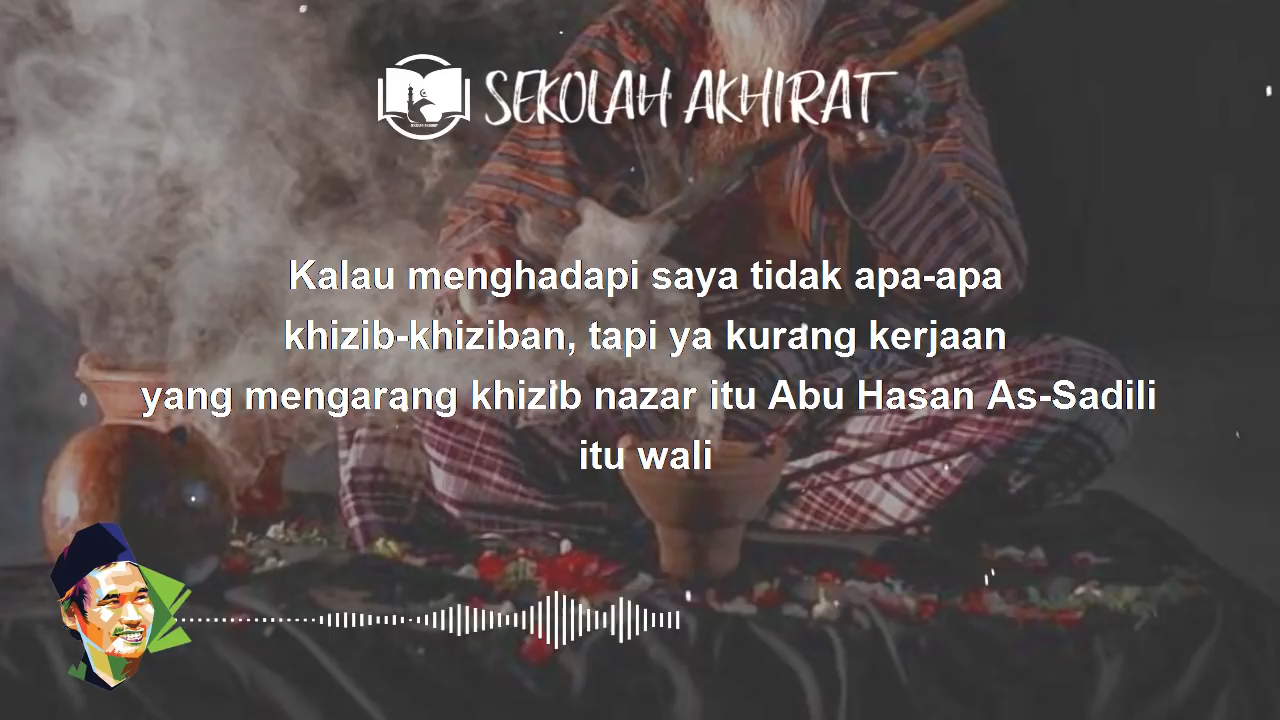 SEKOLAH AKHIRAT
Kalau menghadapi saya tidak apa-apa
khizib-khiziban, tapi ya kurang kerjaan
yang mengarang khizib nazar itu Abu Hasan As-Sadili
itu wali